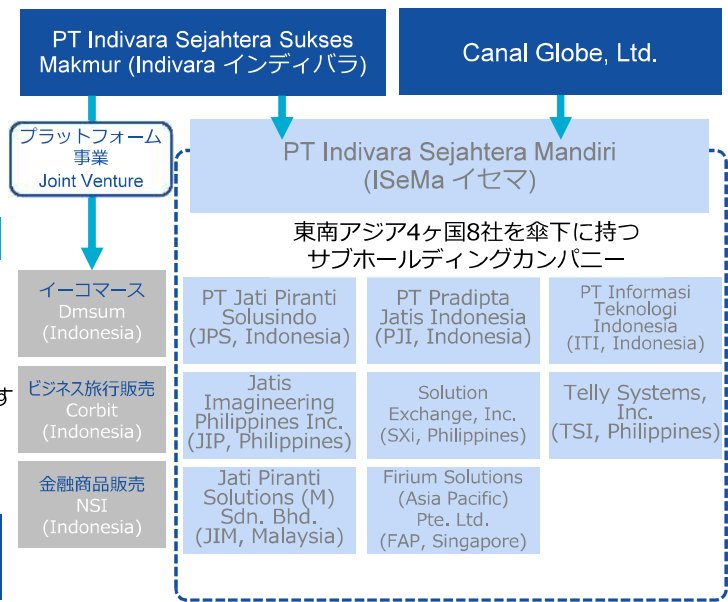 PT Indivara Sejahtera Sukses
Makmur (Indivara インディバラ)
Canal Globe, Ltd.
プラットフォーム
事業
Joint Venture
PT Indivara Sejahtera Mandiri
(ISeMa イセマ)
東南アジア4ヶ国8社を傘下に持つ
サブホールディングカンパニー
イーコマース
Dmsum
(Indonesia)
PT Jati Piranti
Solusindo
(JPS, Indonesia)
PT Pradipta
Jatis Indonesia
(PJI, Indonesia)
PT Informasi
Teknologi
Indonesia
(ITI, Indonesia)
す
ビジネス旅行販売
Corbit
(Indonesia)
Jatis
Imagineering
Philippines Inc.
(JIP, Philippines)
Solution
Exchange, Inc.
(SXi, Philippines)
Telly Systems,
Inc.
(TSI, Philippines)
金融商品販売
NSI
(Indonesia)
Jati Piranti
Solutions (M)
Sdn. Bhd.
(JIM, Malaysia)
Firium Solutions
(Asia Pacific)
Pte. Ltd.
(FAP, Singapore)